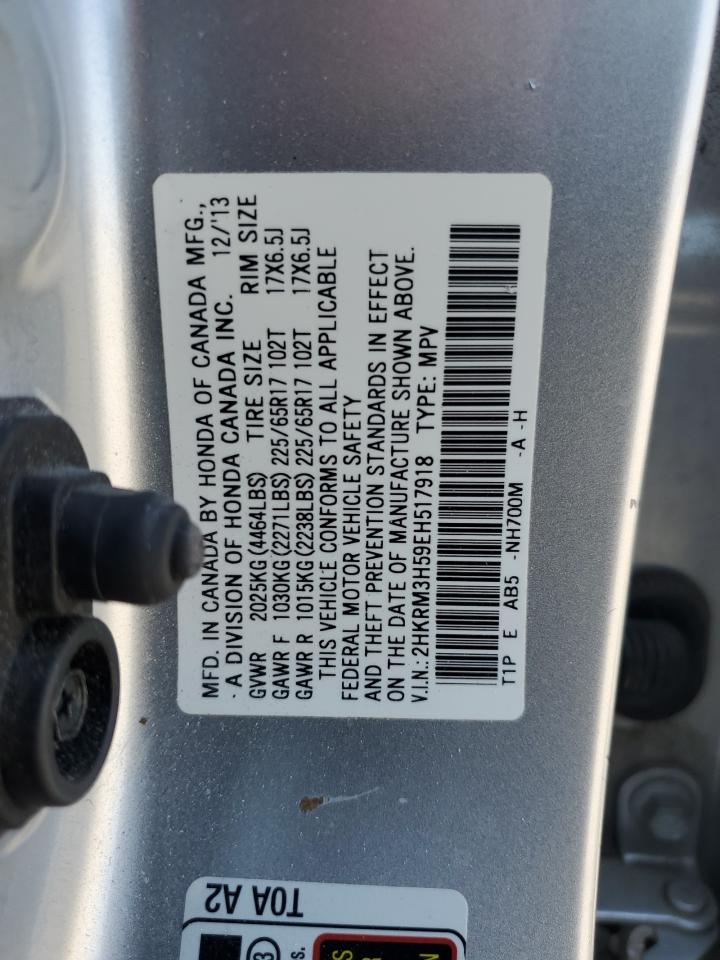 MFD. IN CANADA BY HONDA OF CANADA MFG.,
- A DIVISION OF HONDA CANADA INC. 12/'13
GVWR 2025KG(4464LBS) TIRE SIZE RIM SIZE
GAWR F 1030KG(2271LBS) 225/65R17 102T 17X6.5J
GAWR R 1015KG(2238LBS) 225/65R17 102T 17X6.5J
THIS VEHICLE CONFORMS TO ALL APPLICABLE
FEDERAL MOTOR VEHICLE SAFETY
AND THEFT PREVENTION STANDARDS IN EFFECT
ON THE DATE OF MANUFACTURE SHOWN ABOVE.
V.I.N.: 2HKRM3H59EH517918 TYPE: MPV
T1P E AB5 -NH700M -A -H
T0A A2